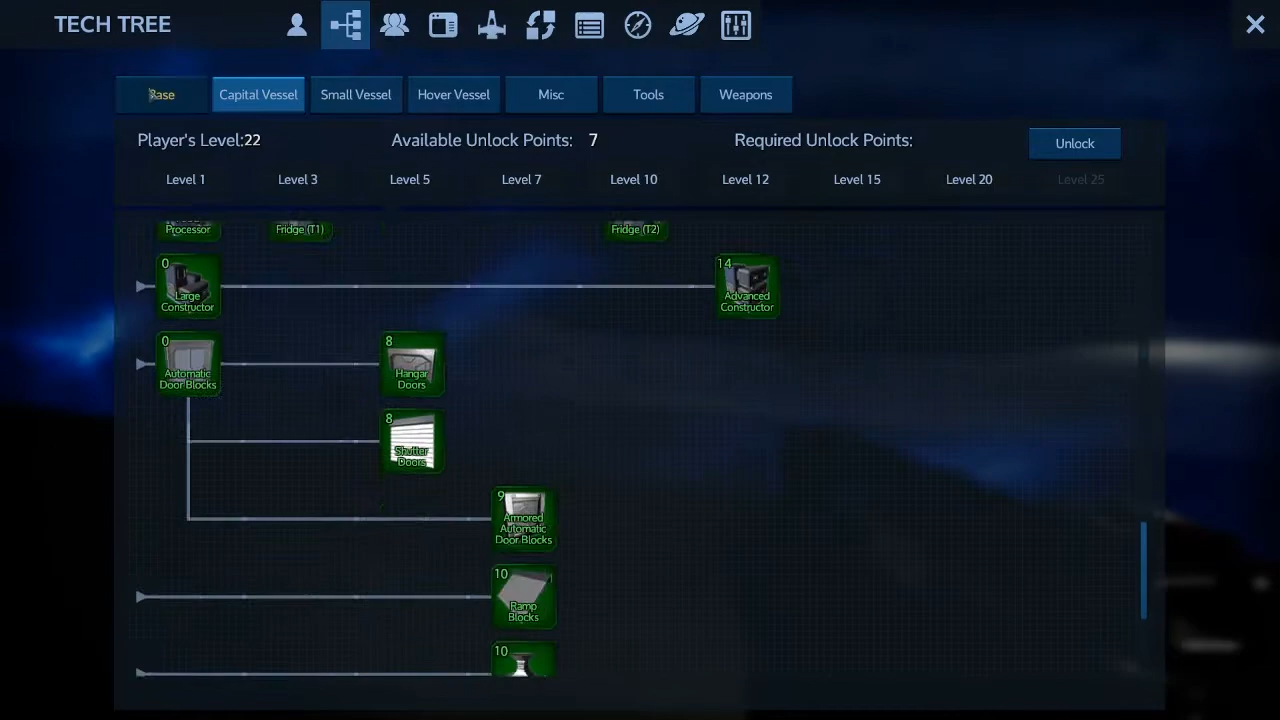 TECH TREE
Base
Capital Vessel
Small Vessel
Hover Vessel
Misc
Tools
Weapons
Player's Level:22
Available Unlock Points: 7
Required Unlock Points:
Unlock
Level 1
Level 3
Level 5
Level 7
Level 10
Level 12
Level 15
Level 20
Level 25
Processor
Fridge (T1)
Fridge (T2)
0
Large
Constructor
14
Advanced
Constructor
0
Automatic
Door Blocks
8
Hangar
Doors
8
Shutter
Doors
9
Armored
Automatic
Door Blocks
10
Ramp
Blocks
10